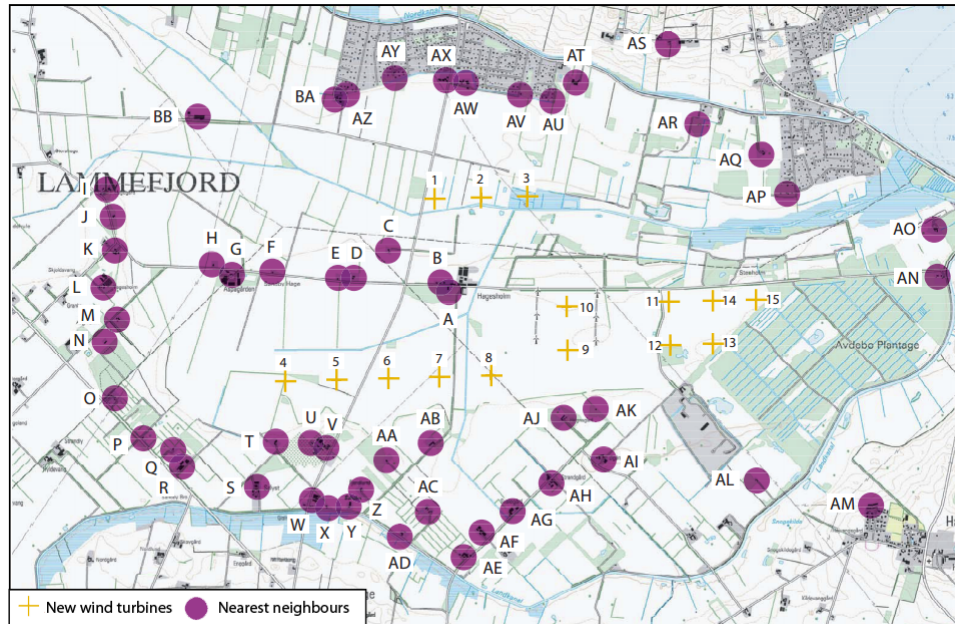 AS
AY
AX
AT
BA
AZ
AW
AV
AU
BB
AR
AQ
LAMMEFJORD
I
1
2
3
AP
J
AO
K
H
G
F
E
D
C
B
AN
L
Hagesholm
A
M
10
11
14
15
N
9
12
13
Avdebo Plantage
4
5
6
7
8
O
AJ
AK
P
T
U
V
AB
AA
Q
R
S
AI
AL
AH
AC
Z
AM
W
X
Y
AG
AD
AF
AE
New wind turbines
Nearest neighbours